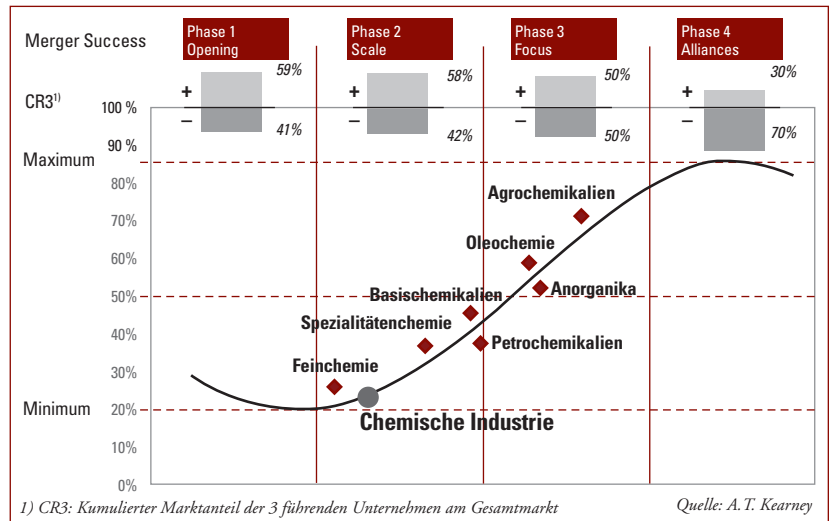 Merger Success
Phase 1
Opening
Phase 2
Scale
Phase 3
Focus
Phase 4
Alliances
59%
58%
50%
30%
CR3¹⁾
+
–
+
–
+
–
+
–
41%
42%
50%
70%
100 %
90 %
Maximum
80%
70%
60%
50%
40%
30%
Minimum
20%
10%
0%
Agrochemikalien
Oleochemie
Anorganika
Basischemikalien
Spezialitätenchemie
Petrochemikalien
Feinchemie
Chemische Industrie
1) CR3: Kumulierter Marktanteil der 3 führenden Unternehmen am Gesamtmarkt
Quelle: A.T. Kearney